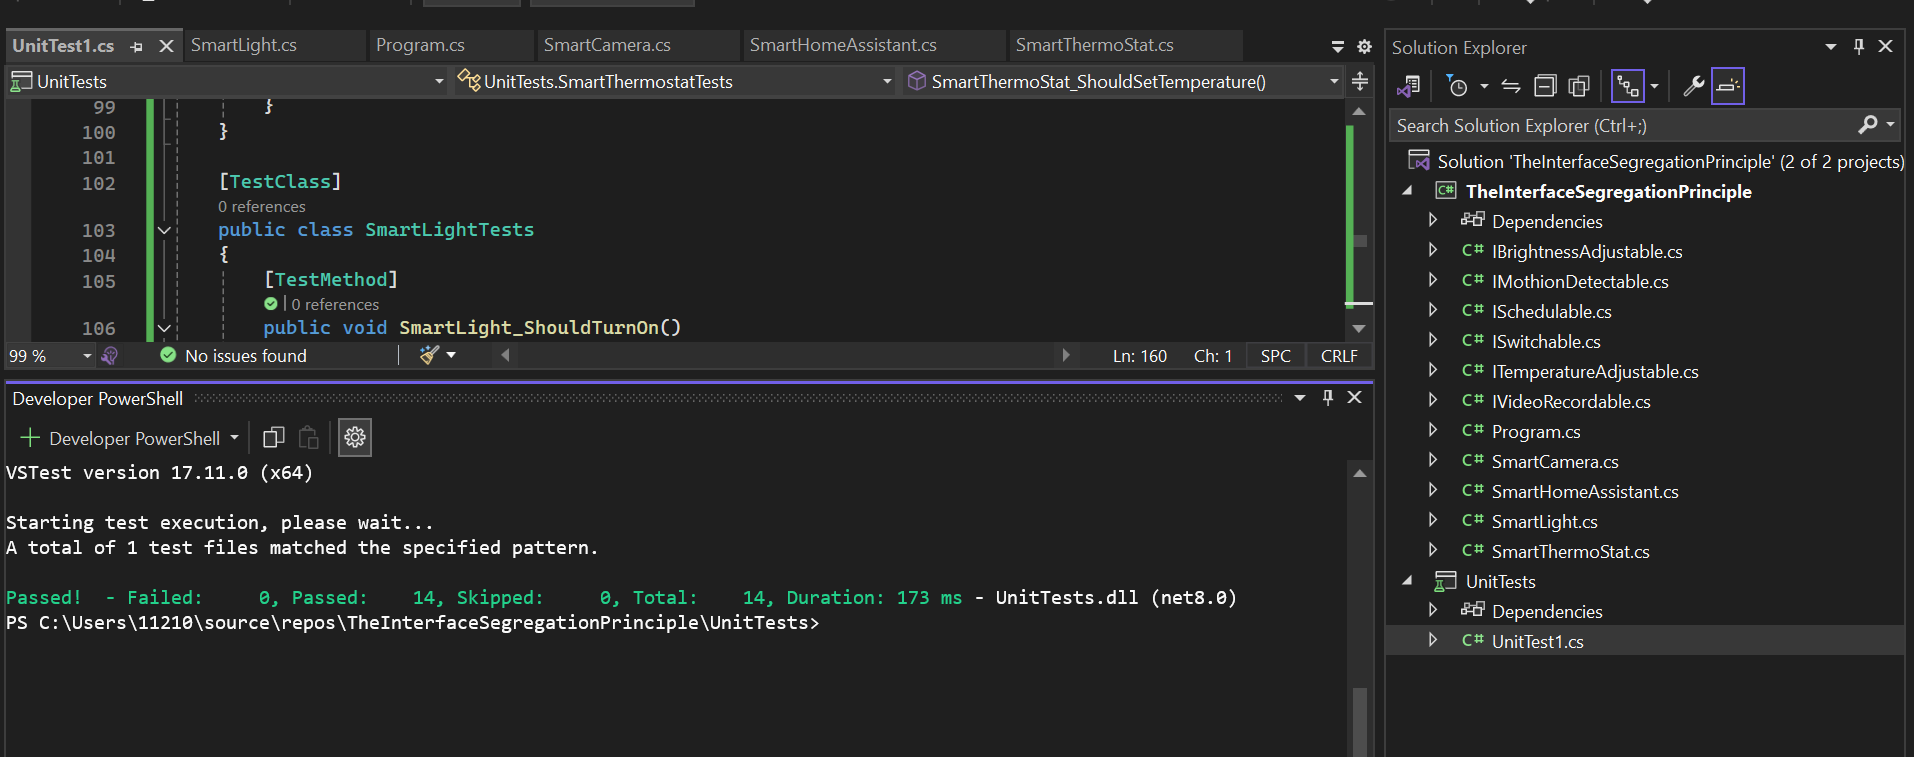 UnitTest1.cs
SmartLight.cs
Program.cs
SmartCamera.cs
SmartHomeAssistant.cs
SmartThermoStat.cs
UnitTests
UnitTests.SmartThermostatTests
SmartThermoStat_ShouldSetTemperature()
99 }
100 }
101
102 [TestClass]
0 references
103 public class SmartLightTests
104 {
105 [TestMethod]
| 0 references
106 public void SmartLight_ShouldTurnOn()
99 %
No issues found
Ln: 160 Ch: 1 SPC CRLF
Developer PowerShell
Developer PowerShell
VSTest version 17.11.0 (x64)
Starting test execution, please wait...
A total of 1 test files matched the specified pattern.
Passed!  - Failed:     0, Passed:    14, Skipped:     0, Total:    14, Duration: 173 ms - UnitTests.dll (net8.0)
PS C:\Users\11210\source\repos\TheInterfaceSegregationPrinciple\UnitTests>
Solution Explorer
Search Solution Explorer (Ctrl+;)
Solution 'TheInterfaceSegregationPrinciple' (2 of 2 projects)
C# TheInterfaceSegregationPrinciple
Dependencies
C# IBrightnessAdjustable.cs
C# IMothionDetectable.cs
C# ISchedulable.cs
C# ISwitchable.cs
C# ITemperatureAdjustable.cs
C# IVideoRecordable.cs
C# Program.cs
C# SmartCamera.cs
C# SmartHomeAssistant.cs
C# SmartLight.cs
C# SmartThermoStat.cs
UnitTests
Dependencies
C# UnitTest1.cs